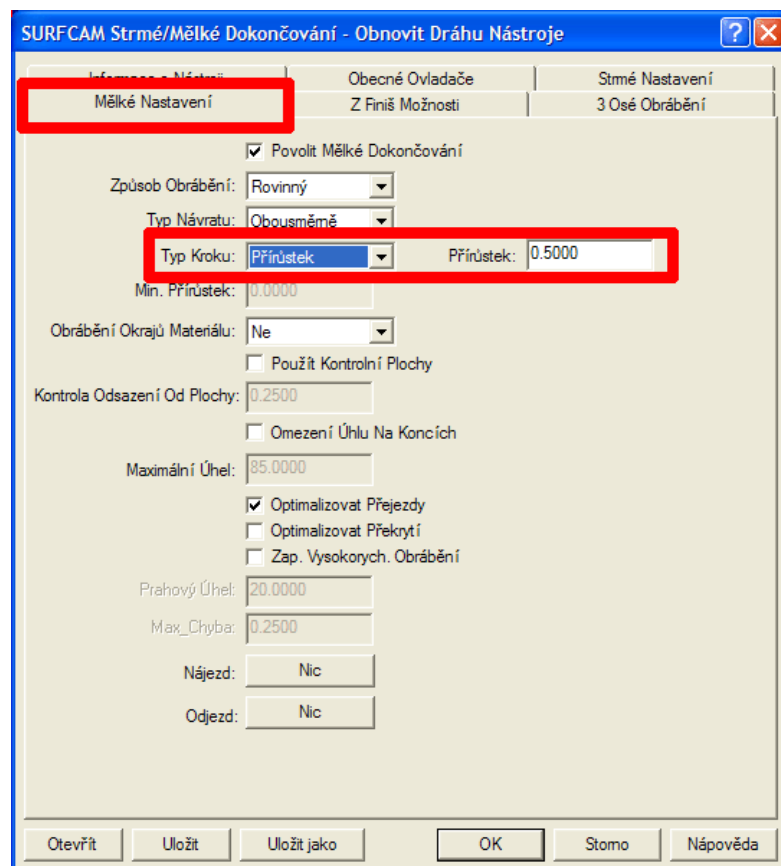 SURFCAM Strmé/Mělké Dokončování - Obnovit Dráhu Nástroje
Informace o Nástroji Obecné Ovladače Strmé Nastavení
Mělké Nastavení Z Finiš Možnosti 3 Osé Obrábění
Povolit Mělké Dokončování
Způsob Obrábění: Rovinný
Typ Návratu: Obousměrně
Typ Kroku: Přírůstek Přírůstek: 0.5000
Min. Přírůstek: 0.0000
Obrábění Okrajů Materiálu: Ne
Použít Kontrolní Plochy
Kontrola Odsazení Od Plochy: 0.2500
Omezení Úhlu Na Koncích
Maximální Úhel: 85.0000
Optimalizovat Přejezdy
Optimalizovat Překrytí
Zap. Vysokorych. Obrábění
Prahový Úhel: 20.0000
Max_Chyba: 0.2500
Nájezd: Nic
Odjezd: Nic
Otevřít Uložit Uložit jako OK Storno Nápověda